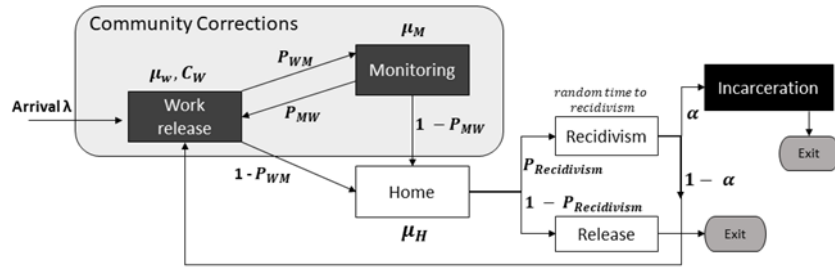 Community Corrections
μ_M
P_WM
Monitoring
μ_w, C_W
Arrival λ
Work
release
P_MW
1 − P_MW
1 - P_WM
Home
μ_H
random time to
recidivism
Recidivism
P_Recidivism
1 − P_Recidivism
Release
Exit
α
1 − α
Incarceration
Exit